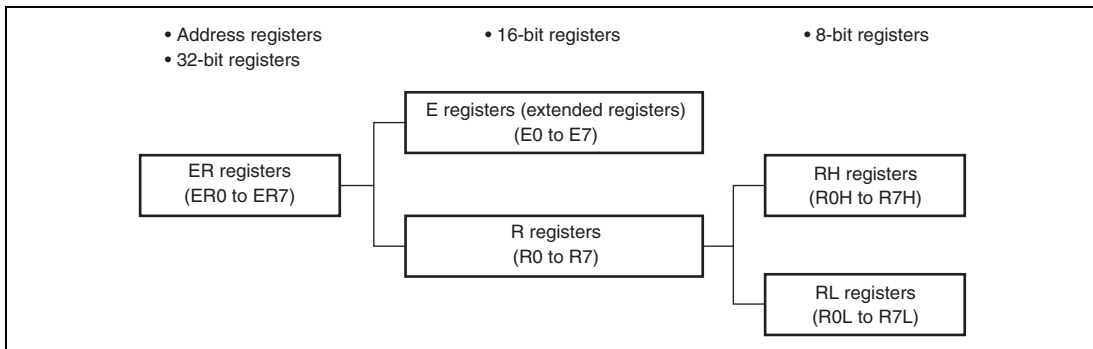 • Address registers
• 32-bit registers
• 16-bit registers
• 8-bit registers
E registers (extended registers)
(E0 to E7)
ER registers
(ER0 to ER7)
RH registers
(R0H to R7H)
R registers
(R0 to R7)
RL registers
(R0L to R7L)